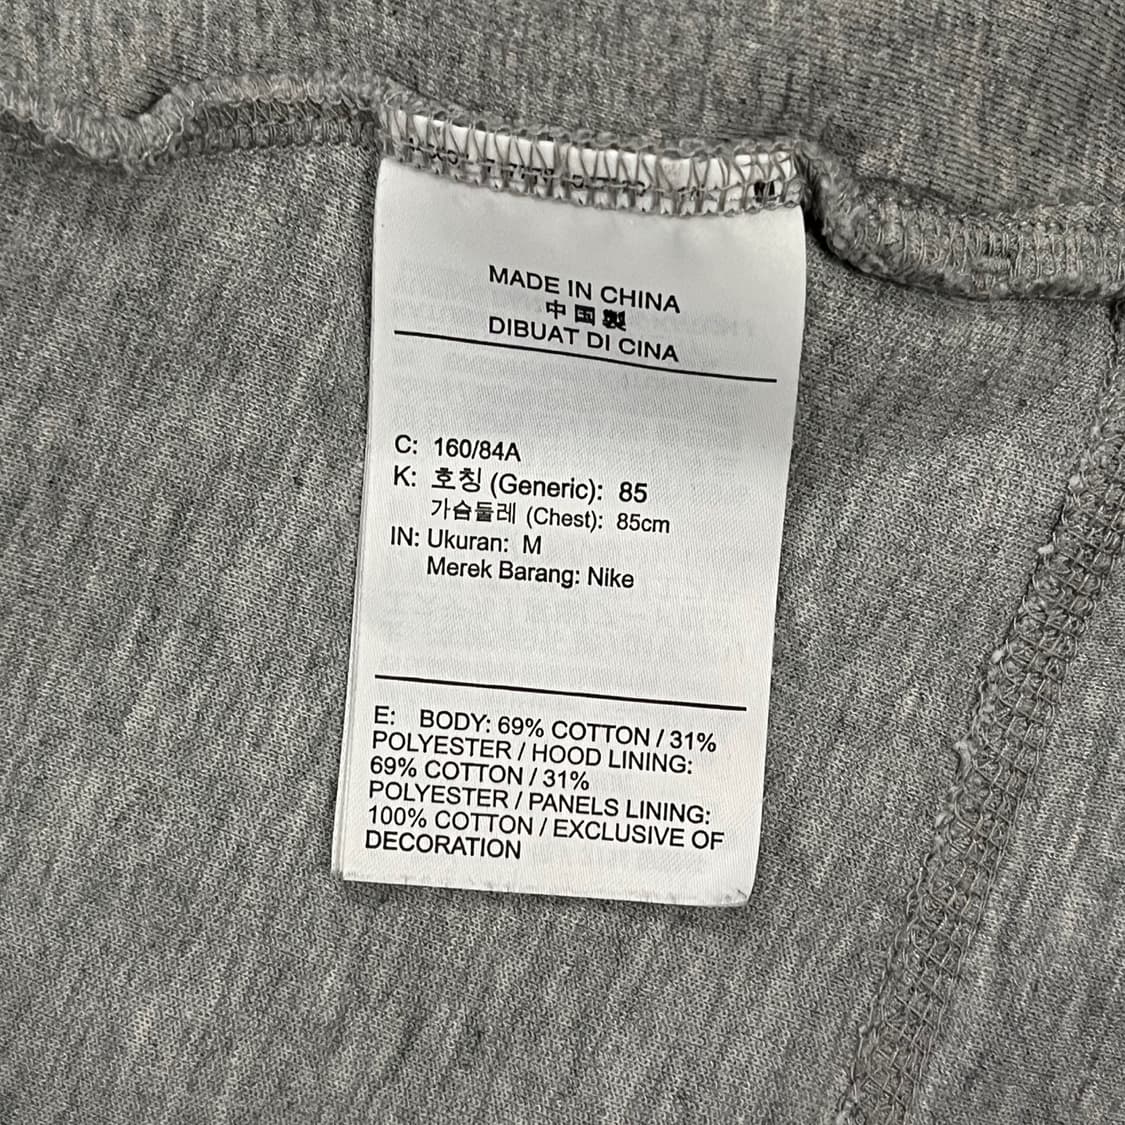 MADE IN CHINA
中国製
DIBUAT DI CINA
C: 160/84A
K: 호칭 (Generic): 85
가슴둘레 (Chest): 85cm
IN: Ukuran: M
Merek Barang: Nike
E: BODY: 69% COTTON / 31%
POLYESTER / HOOD LINING:
69% COTTON / 31%
POLYESTER / PANELS LINING:
100% COTTON / EXCLUSIVE OF
DECORATION